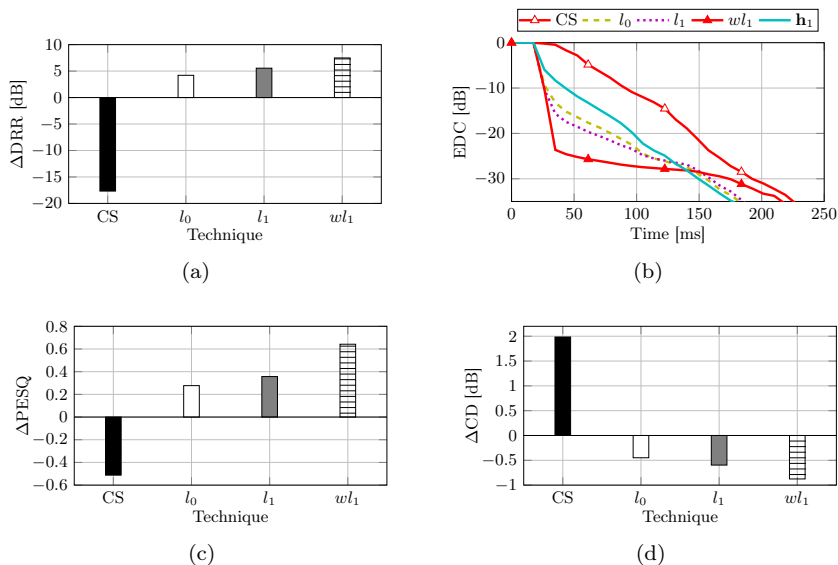 CS l0 l1 wl1 h1
10
5
0
−5
−10
−15
−20
ΔDRR [dB]
CS l0 l1 wl1
Technique
(a)
0
−10
−20
−30
EDC [dB]
0 50 100 150 200 250
Time [ms]
(b)
0.8
0.6
0.4
0.2
0
−0.2
−0.4
−0.6
ΔPESQ
CS l0 l1 wl1
Technique
(c)
2
1.5
1
0.5
0
−0.5
−1
ΔCD [dB]
CS l0 l1 wl1
Technique
(d)